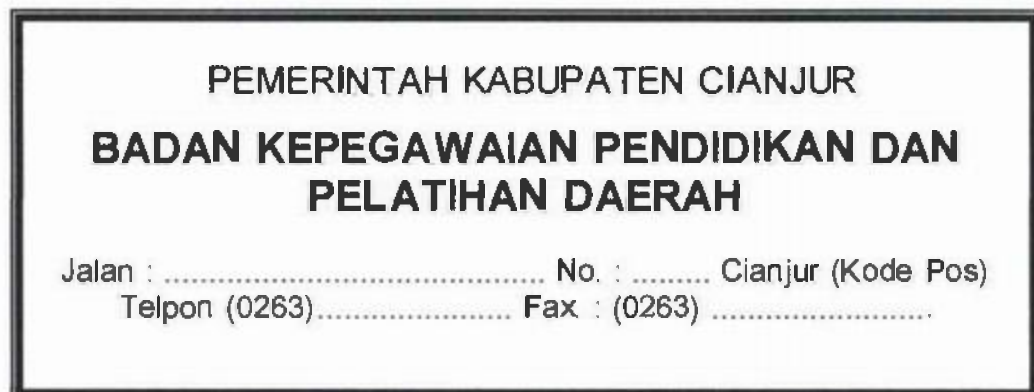 PEMERINTAH KABUPATEN CIANJUR
BADAN KEPEGAWAIAN PENDIDIKAN DAN
PELATIHAN DAERAH
Jalan : ........................................ No. : ......... Cianjur (Kode Pos)
Telpon (0263)..................... Fax : (0263) ........................